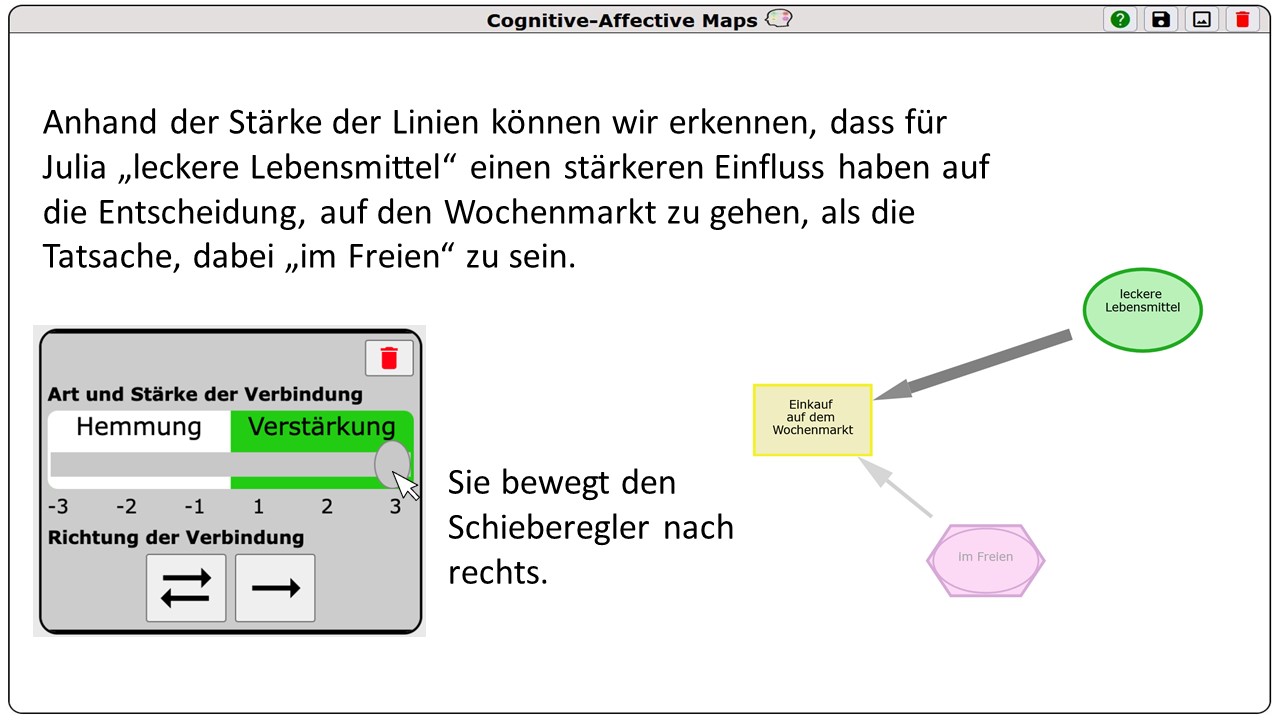 Cognitive-Affective Maps
Anhand der Stärke der Linien können wir erkennen, dass für
Julia „leckere Lebensmittel“ einen stärkeren Einfluss haben auf
die Entscheidung, auf den Wochenmarkt zu gehen, als die
Tatsache, dabei „im Freien“ zu sein.
leckere
Lebensmittel
Einkauf
auf dem
Wochenmarkt
im Freien
Art und Stärke der Verbindung
Hemmung Verstärkung
-3 -2 -1 1 2 3
Richtung der Verbindung
Sie bewegt den
Schieberegler nach
rechts.